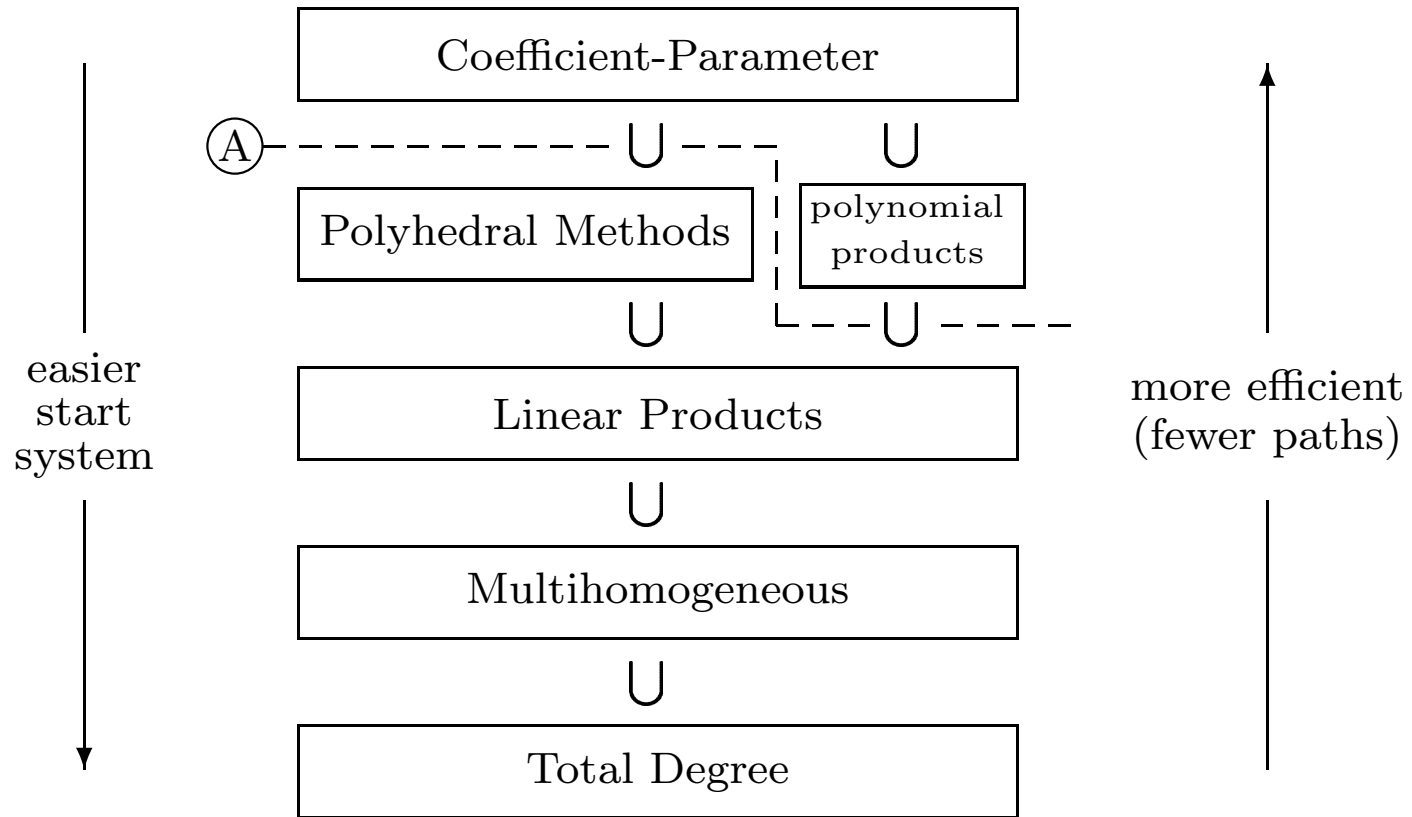 Coefficient-Parameter
A
∪ ∪
Polyhedral Methods
polynomial
products
∪ ∪
easier
start
system
Linear Products
more efficient
(fewer paths)
∪
Multihomogeneous
∪
Total Degree